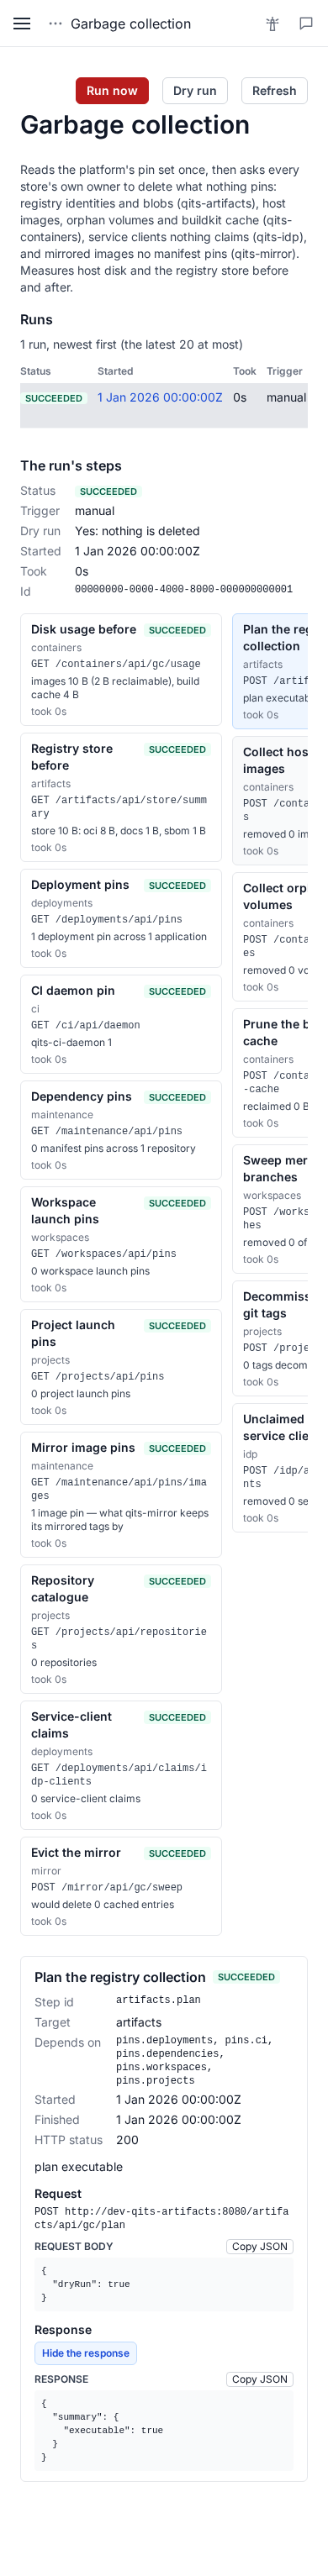 Garbage collection
Run now
Dry run
Refresh
Garbage collection
Reads the platform's pin set once, then asks every
store's own owner to delete what nothing pins:
registry identities and blobs (qits-artifacts), host
images, orphan volumes and buildkit cache (qits-
containers), service clients nothing claims (qits-idp),
and mirrored images no manifest pins (qits-mirror).
Measures host disk and the registry store before
and after.
Runs
1 run, newest first (the latest 20 at most)
Status Started Took Trigger
SUCCEEDED 1 Jan 2026 00:00:00Z 0s manual
The run's steps
Status SUCCEEDED
Trigger manual
Dry run Yes: nothing is deleted
Started 1 Jan 2026 00:00:00Z
Took 0s
Id 00000000-0000-4000-8000-000000000001
Disk usage before SUCCEEDED
containers
GET /containers/api/gc/usage
images 10 B (2 B reclaimable), build
cache 4 B
took 0s
Registry store
before
SUCCEEDED
artifacts
GET /artifacts/api/store/summ
ary
store 10 B: oci 8 B, docs 1 B, sbom 1 B
took 0s
Deployment pins SUCCEEDED
deployments
GET /deployments/api/pins
1 deployment pin across 1 application
took 0s
CI daemon pin SUCCEEDED
ci
GET /ci/api/daemon
qits-ci-daemon 1
took 0s
Dependency pins SUCCEEDED
maintenance
GET /maintenance/api/pins
0 manifest pins across 1 repository
took 0s
Workspace
launch pins
SUCCEEDED
workspaces
GET /workspaces/api/pins
0 workspace launch pins
took 0s
Project launch
pins
SUCCEEDED
projects
GET /projects/api/pins
0 project launch pins
took 0s
Mirror image pins SUCCEEDED
maintenance
GET /maintenance/api/pins/ima
ges
1 image pin — what qits-mirror keeps
its mirrored tags by
took 0s
Repository
catalogue
SUCCEEDED
projects
GET /projects/api/repositorie
s
0 repositories
took 0s
Service-client
claims
SUCCEEDED
deployments
GET /deployments/api/claims/i
dp-clients
0 service-client claims
took 0s
Evict the mirror SUCCEEDED
mirror
POST /mirror/api/gc/sweep
would delete 0 cached entries
took 0s
Plan the reg
collection
artifacts
POST /artif
plan executab
took 0s
Collect hos
images
containers
POST /conta
s
removed 0 im
took 0s
Collect orp
volumes
containers
POST /conta
es
removed 0 vo
took 0s
Prune the b
cache
containers
POST /conta
-cache
reclaimed 0 B
took 0s
Sweep mer
branches
workspaces
POST /works
hes
removed 0 of
took 0s
Decommiss
git tags
projects
POST /proje
0 tags decom
took 0s
Unclaimed
service clie
idp
POST /idp/a
nts
removed 0 se
took 0s
Plan the registry collection SUCCEEDED
Step id artifacts.plan
Target artifacts
Depends on pins.deployments, pins.ci,
pins.dependencies,
pins.workspaces,
pins.projects
Started 1 Jan 2026 00:00:00Z
Finished 1 Jan 2026 00:00:00Z
HTTP status 200
plan executable
Request
POST http://dev-qits-artifacts:8080/artifa
cts/api/gc/plan
REQUEST BODY Copy JSON
{
"dryRun": true
}
Response
Hide the response
RESPONSE Copy JSON
{
"summary": {
"executable": true
}
}